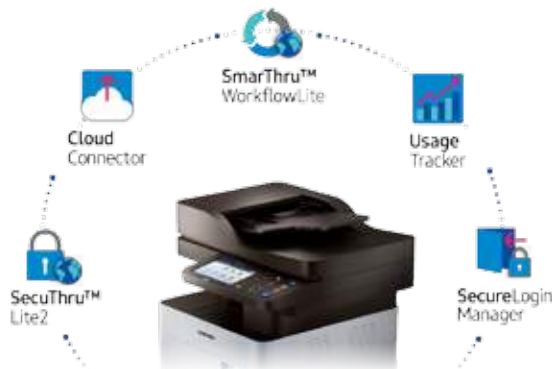 SmarThru™
WorkflowLite
Cloud
Connector
Usage
Tracker
SecuThru™
Lite2
SecureLogin
Manager